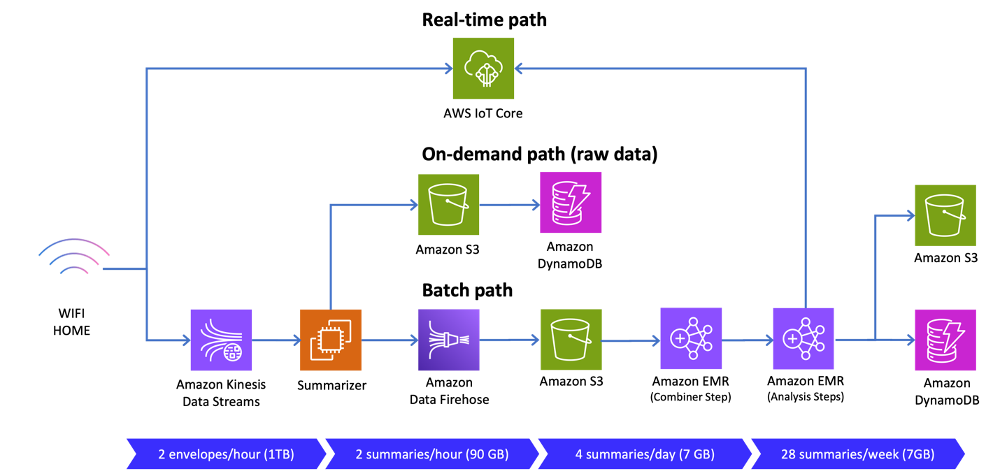 Real-time path
AWS IoT Core
On-demand path (raw data)
Amazon S3
Amazon
DynamoDB
Amazon S3
Batch path
WIFI
HOME
Amazon Kinesis
Data Streams
Summarizer
Amazon
Data Firehose
Amazon S3
Amazon EMR
(Combiner Step)
Amazon EMR
(Analysis Steps)
Amazon
DynamoDB
2 envelopes/hour (1TB)
2 summaries/hour (90 GB)
4 summaries/day (7 GB)
28 summaries/week (7GB)